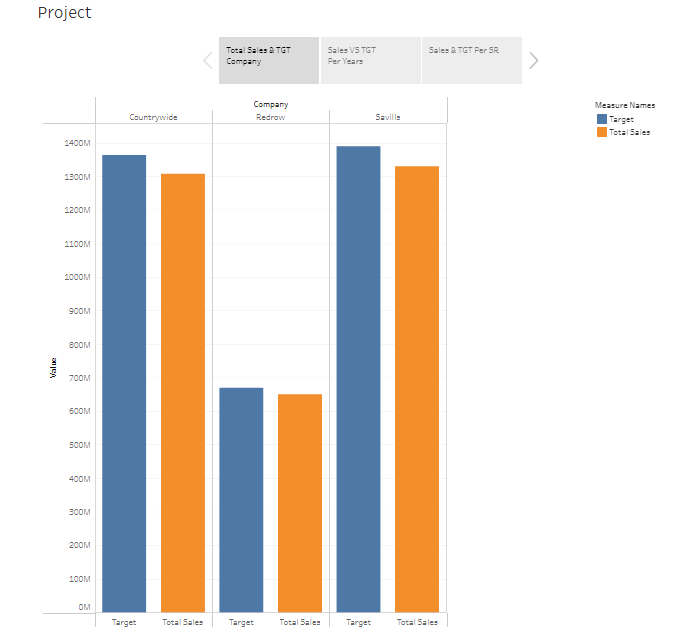 Project
Total Sales & TGT
Company
Sales VS TGT
Per Years
Sales & TGT Per SR
Company
Countrywide
Redrow
Savills
Measure Names
Target
Total Sales
1400M
1300M
1200M
1100M
1000M
900M
800M
700M
600M
500M
400M
300M
200M
100M
0M
Value
Target
Total Sales
Target
Total Sales
Target
Total Sales